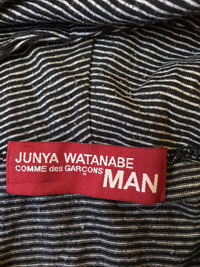 JUNYA WATANABE
COMME des GARÇONS MAN